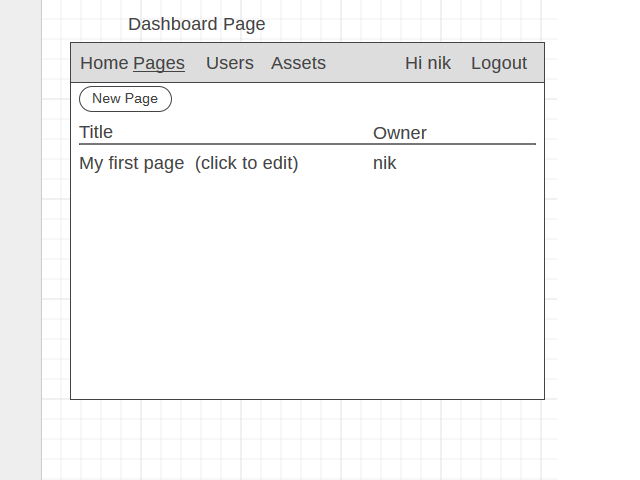 Dashboard Page
Home Pages Users Assets Hi nik Logout
New Page
Title Owner
My first page (click to edit) nik